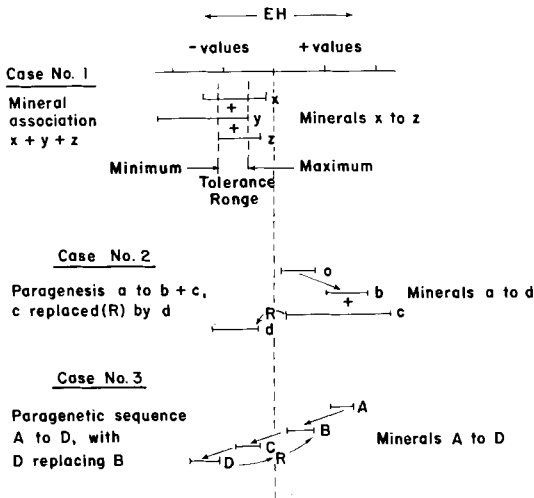 EH
- values
+ values
Case No. 1
Mineral
association
x + y + z
x
+
y
+
z
Minerals x to z
Minimum
Maximum
Tolerance
Range
Case No. 2
Paragenesis a to b + c,
c replaced (R) by d
a
b
+
R
c
d
Minerals a to d
Case No. 3
Paragenetic sequence
A to D, with
D replacing B
A
B
C
D
R
Minerals A to D